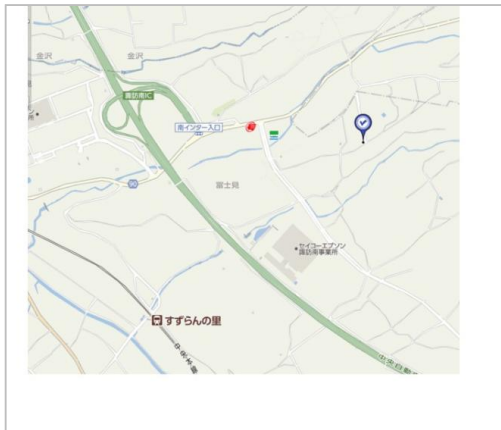 金沢
金沢
諏訪南IC
南インター入口
90
富士見
セイコーエプソン
諏訪南事業所
すずらんの里
中央本線
中央自動